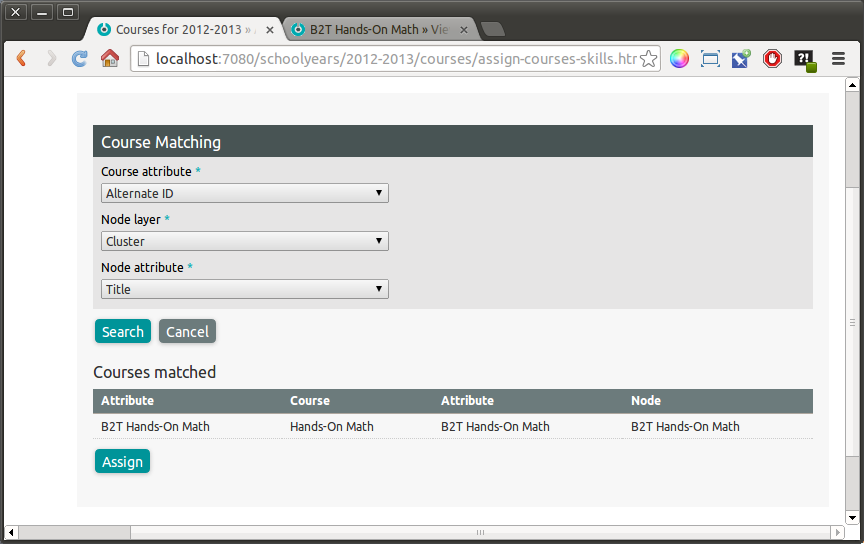 Courses for 2012-2013 »
B2T Hands-On Math » Vie
localhost:7080/schoolyears/2012-2013/courses/assign-courses-skills.htm
?!
Course Matching
Course attribute *
Alternate ID
Node layer *
Cluster
Node attribute *
Title
Search Cancel
Courses matched
Attribute Course Attribute Node
B2T Hands-On Math Hands-On Math B2T Hands-On Math B2T Hands-On Math
Assign